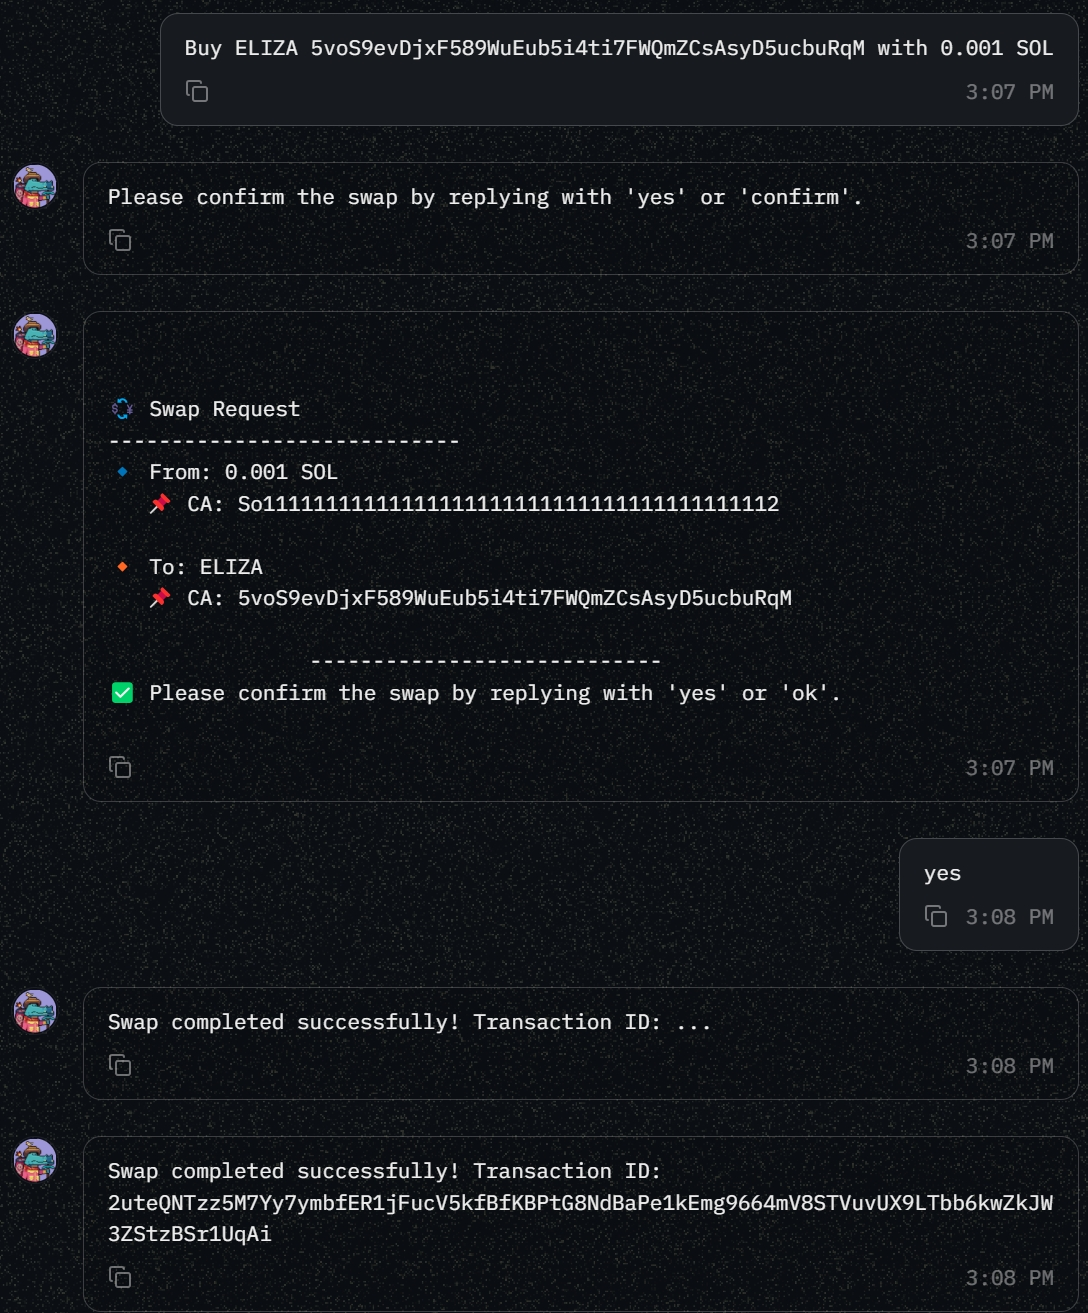 Buy ELIZA 5voS9evDjxF589WuEub5i4ti7FWQmZCsAsyD5ucbuRqM with 0.001 SOL
3:07 PM
Please confirm the swap by replying with 'yes' or 'confirm'.
3:07 PM
Swap Request
----------------------------
From: 0.001 SOL
CA: So11111111111111111111111111111111111111112
To: ELIZA
CA: 5voS9evDjxF589WuEub5i4ti7FWQmZCsAsyD5ucbuRqM
----------------------------
Please confirm the swap by replying with 'yes' or 'ok'.
3:07 PM
yes
3:08 PM
Swap completed successfully! Transaction ID: ...
3:08 PM
Swap completed successfully! Transaction ID:
2uteQNTzz5M7Yy7ymbfER1jFucV5kfBfKBPtG8NdBaPe1kEmg9664mV8STVuvUX9LTbb6kwZkJW
3ZStzBSr1UqAi
3:08 PM